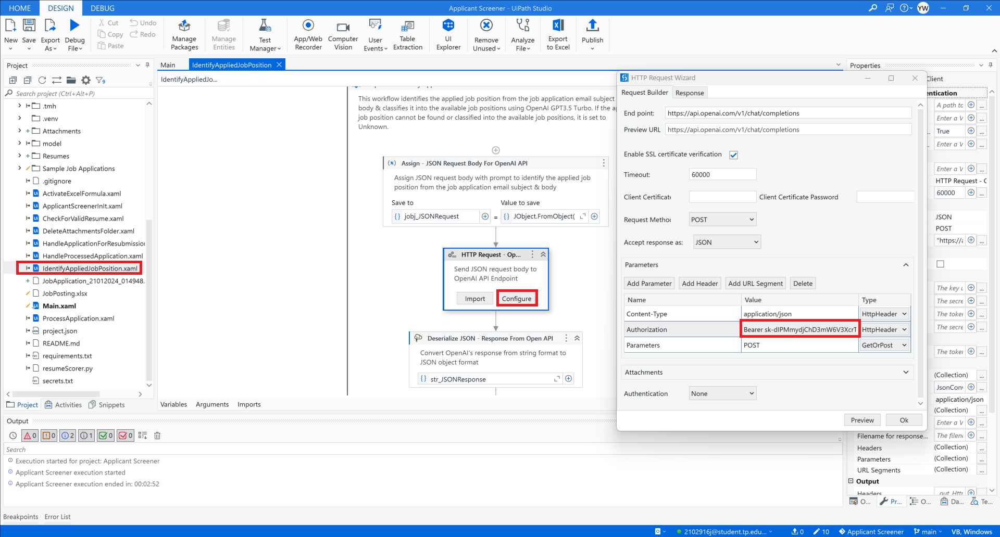 HOME
DESIGN
DEBUG
Applicant Screener - UiPath Studio
YW
New
Save
Export As
Debug File
Cut
Copy
Paste
Undo
Redo
Manage Packages
Manage Entities
Test Manager
App/Web Recorder
Computer Vision
User Events
Table Extraction
UI Explorer
Remove Unused
Analyze File
Export to Excel
Publish
Project
Search project (Ctrl+Alt+P)
.tmh
.venv
Attachments
model
Resumes
Sample Job Applications
.gitignore
ActivateExcelFormula.xaml
ApplicantScreenerInIt.xaml
CheckForValidResume.xaml
DeleteAttachmentsFolder.xaml
HandleApplicationForResubmissio
HandleProcessedApplication.xaml
IdentifyAppliedJobPosition.xaml
JobApplication_21012024_014948.
JobPosting.xlsx
Main.xaml
ProcessApplication.xaml
project.json
README.md
requirements.txt
resumeScorer.py
secrets.txt
Project
Activities
Snippets
Main
IdentifyAppliedJobPosition
IdentifyAppliedJo...
This workflow identifies the applied job position from the job application email subject
body & classifies it into the available job positions using OpenAI GPT3.5 Turbo. If the ap
job position cannot be found or classified into the available job positions, it is set to
Unknown.
Assign - JSON Request Body For OpenAI API
Assign JSON request body with prompt to identify the applied job
position from the job application email subject & body
Save to
Value to save
jobj_JSONRequest
=
JObject.FromObject(
HTTP Request - Op...
Send JSON request body to
OpenAI API Endpoint
Import
Configure
Deserialize JSON - Response From Open API
Convert OpenAI's response from string format to
JSON object format
str_JSONResponse
Variables
Arguments
Imports
HTTP Request Wizard
Request Builder
Response
End point:
https://api.openai.com/v1/chat/completions
Preview URL
https://api.openai.com/v1/chat/completions
Enable SSL certificate verification
Timeout:
60000
Client Certificate
Client Certificate Password
Request Metho
POST
Accept response as:
JSON
Parameters
Add Parameter
Add Header
Add URL Segment
Delete
Name
Value
Type
Content-Type
application/json
HttpHeader
Authorization
Bearer sk-dIPMmydjChD3mW6V3XcrT
HttpHeader
Parameters
POST
GetOrPost
Attachments
Authentication
None
Preview
Ok
Properties
Client
entication
A path to
Enter a V
True
Enter a V
Enter a V
HTTP Request - C
60000
JSON
POST
"https://a
The key u
The secre
The token
The secre
The token
(Collection)
JsonConv
application/json
(Collection)
Enter a V
Filename for response...
The filen
Headers
(Collection)
Parameters
(Collection)
URL Segments
(Collection)
Output
Headers
out_Htt
O...
Pr...
O...
Da...
Te...
Output
0
0
2
1
0
0
Search
Execution started for project: Applicant Screener
Applicant Screener execution started
Applicant Screener execution ended in: 00:02:52
Breakpoints
Error List
2102916j@student.tp.edu...
0
10
Applicant Screener
main
VB, Windows